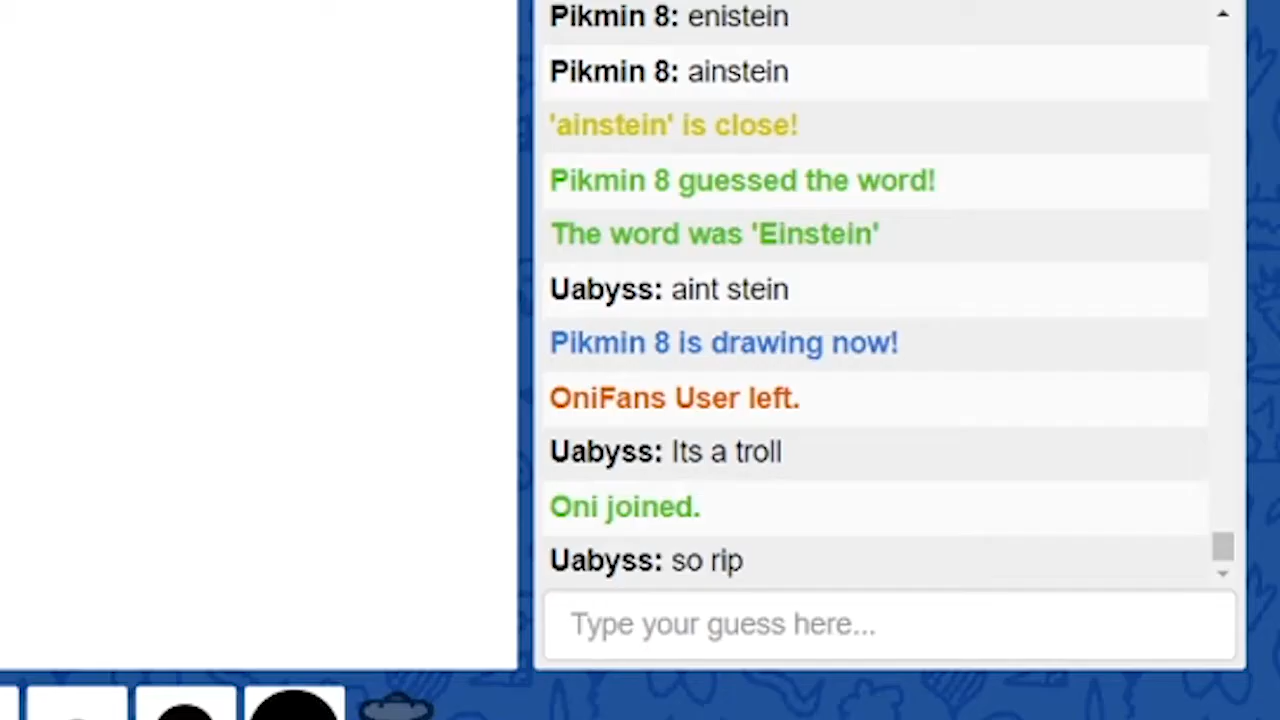 Pikmin 8: enistein
Pikmin 8: ainstein
'ainstein' is close!
Pikmin 8 guessed the word!
The word was 'Einstein'
Uabyss: aint stein
Pikmin 8 is drawing now!
OniFans User left.
Uabyss: Its a troll
Oni joined.
Uabyss: so rip
Type your guess here...